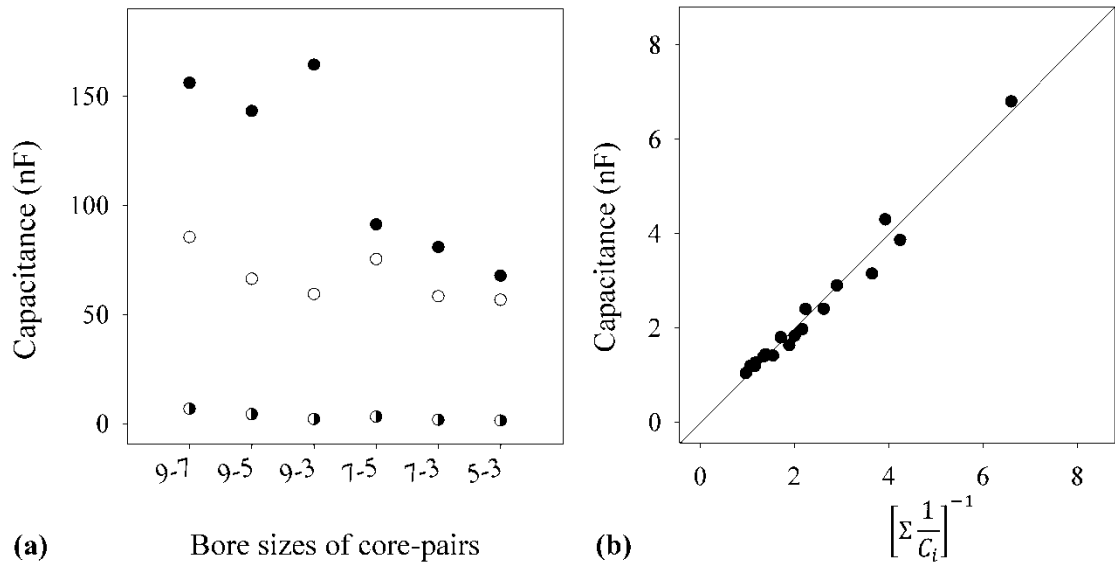 Capacitance (nF)
150
100
50
0
9-7 9-5 9-3 7-5 7-3 5-3
(a) Bore sizes of core-pairs
Capacitance (nF)
8
6
4
2
0
0 2 4 6 8
(b) [Σ 1/C_i]^{-1}